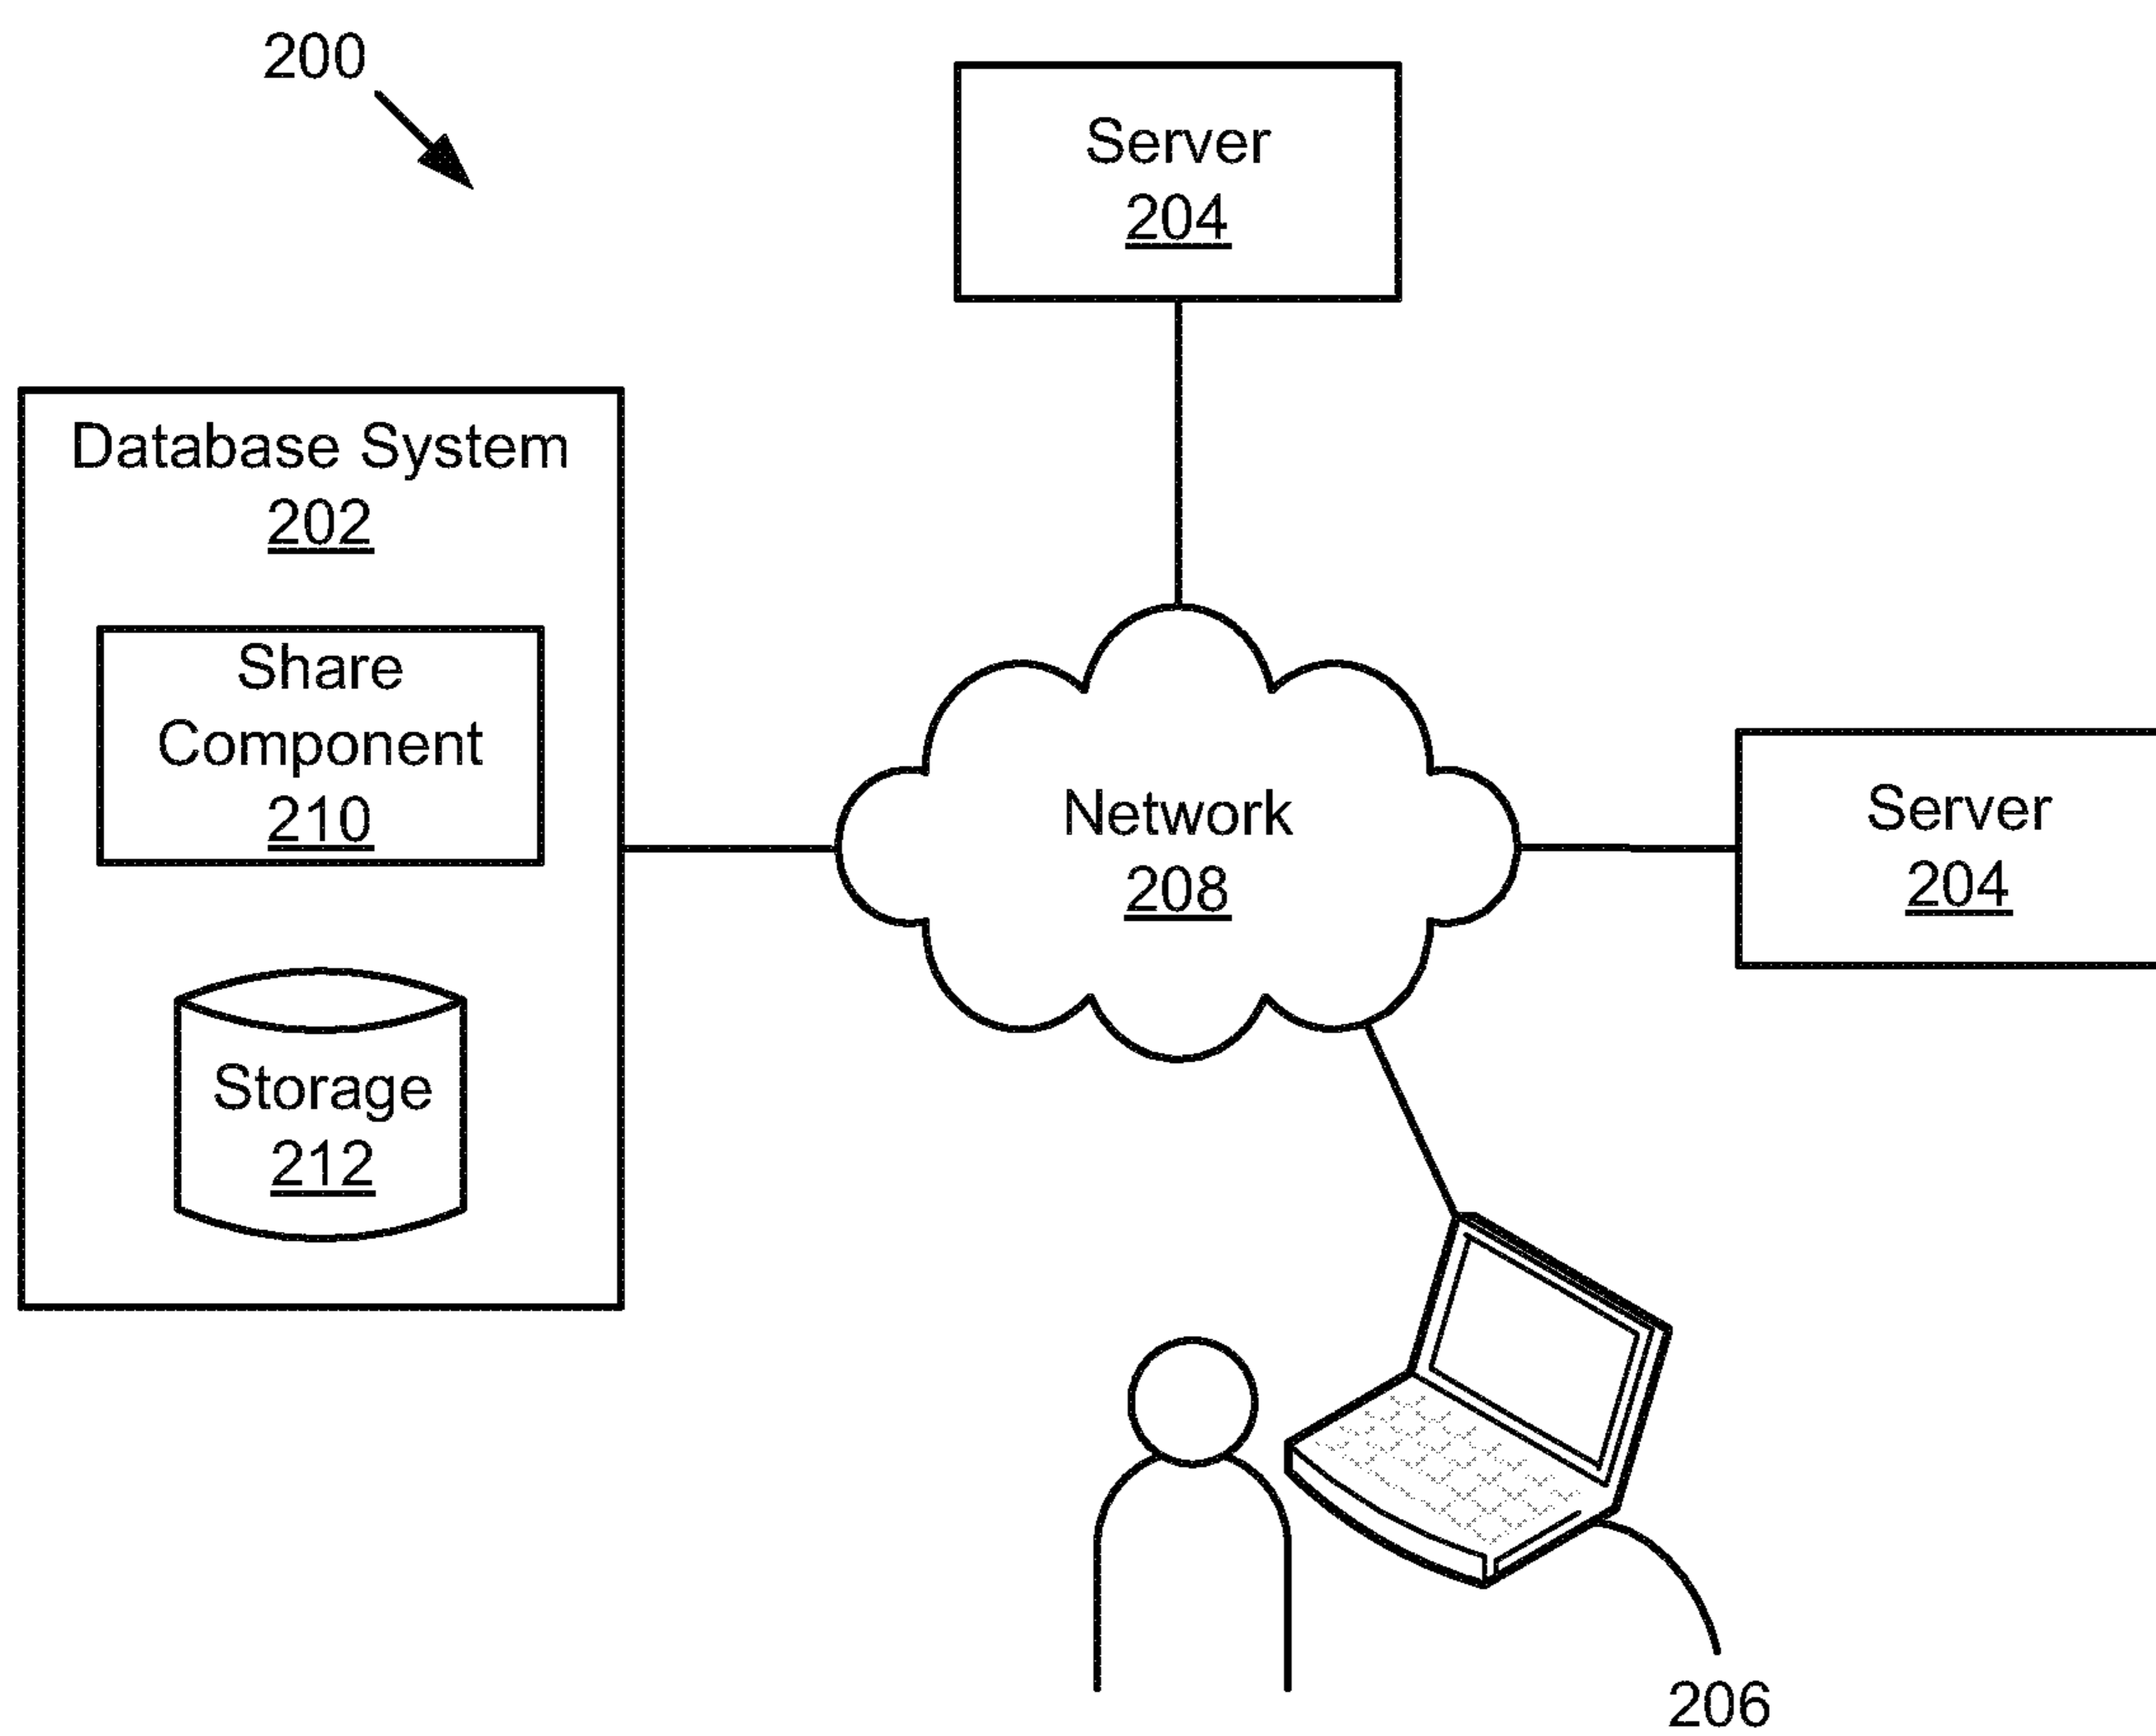 200
Server
204
Database System
202
Share
Component
210
Storage
212
Network
208
Server
204
206